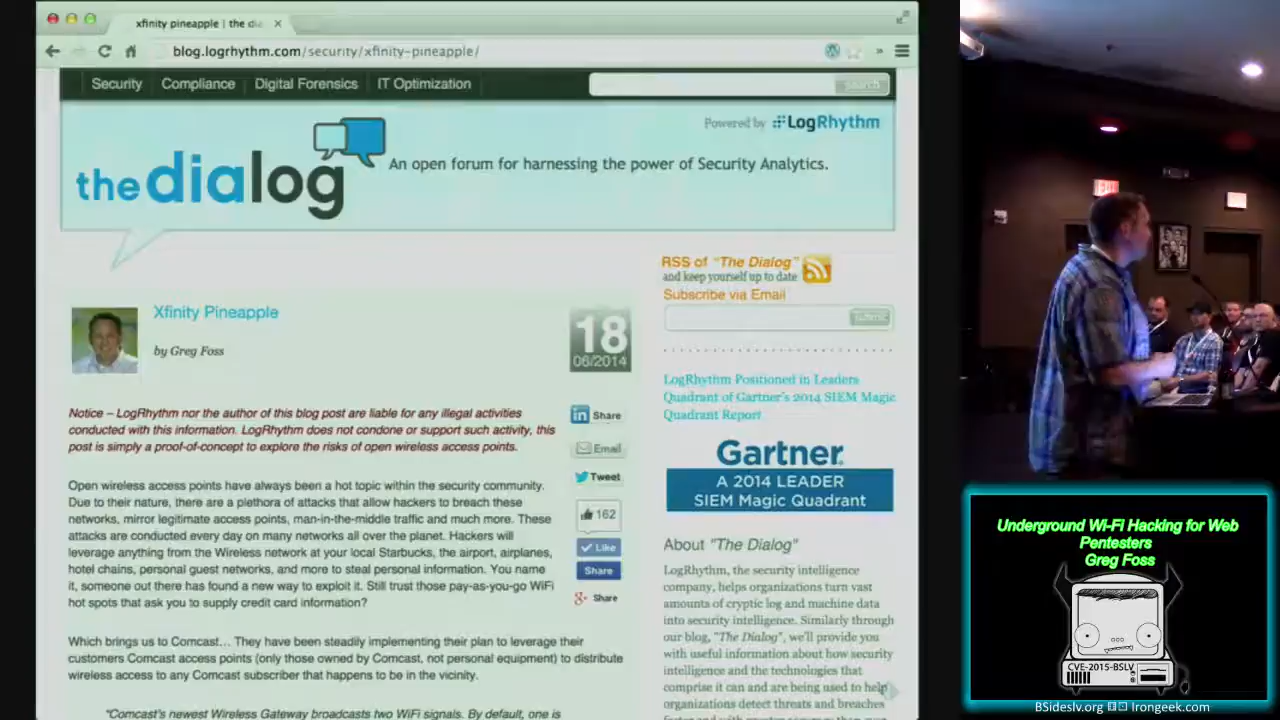 xfinity pineapple | the di
blog.logrhythm.com/security/xfinity-pineapple/
Security Compliance Digital Forensics IT Optimization
search
Powered by LogRhythm
the dialog
An open forum for harnessing the power of Security Analytics.
Xfinity Pineapple
by Greg Foss
18
06/2014
Notice – LogRhythm nor the author of this blog post are liable for any illegal activities
conducted with this information. LogRhythm does not condone or support such activity, this
post is simply a proof-of-concept to explore the risks of open wireless access points.
Open wireless access points have always been a hot topic within the security community.
Due to their nature, there are a plethora of attacks that allow hackers to breach these
networks, mirror legitimate access points, man-in-the-middle traffic and much more. These
attacks are conducted every day on many networks all over the planet. Hackers will
leverage anything from the Wireless network at your local Starbucks, the airport, airplanes,
hotel chains, personal guest networks, and more to steal personal information. You name
it, someone out there has found a new way to exploit it. Still trust those pay-as-you-go WiFi
hot spots that ask you to supply credit card information?
Which brings us to Comcast... They have been steadily implementing their plan to leverage their
customers Comcast access points (only those owned by Comcast, not personal equipment) to distribute
wireless access to any Comcast subscriber that happens to be in the vicinity.
"Comcast's newest Wireless Gateway broadcasts two WiFi signals. By default, one is
in Share
Email
Tweet
162
Like
Share
Share
RSS of "The Dialog"
and keep yourself up to date
Subscribe via Email
Submit
LogRhythm Positioned in Leaders
Quadrant of Gartner's 2014 SIEM Magic
Quadrant Report
Gartner
A 2014 LEADER
SIEM Magic Quadrant
About "The Dialog"
LogRhythm, the security intelligence
company, helps organizations turn vast
amounts of cryptic log and machine data
into security intelligence. Similarly through
our blog, "The Dialog", we'll provide you
with useful information about how security
intelligence and the technologies that
comprise it can and are being used to help
organizations detect threats and breaches
EXIT
Underground Wi-Fi Hacking for Web
Pentesters
Greg Foss
CVE-2015-BSLV
BSideslv.org Irongeek.com